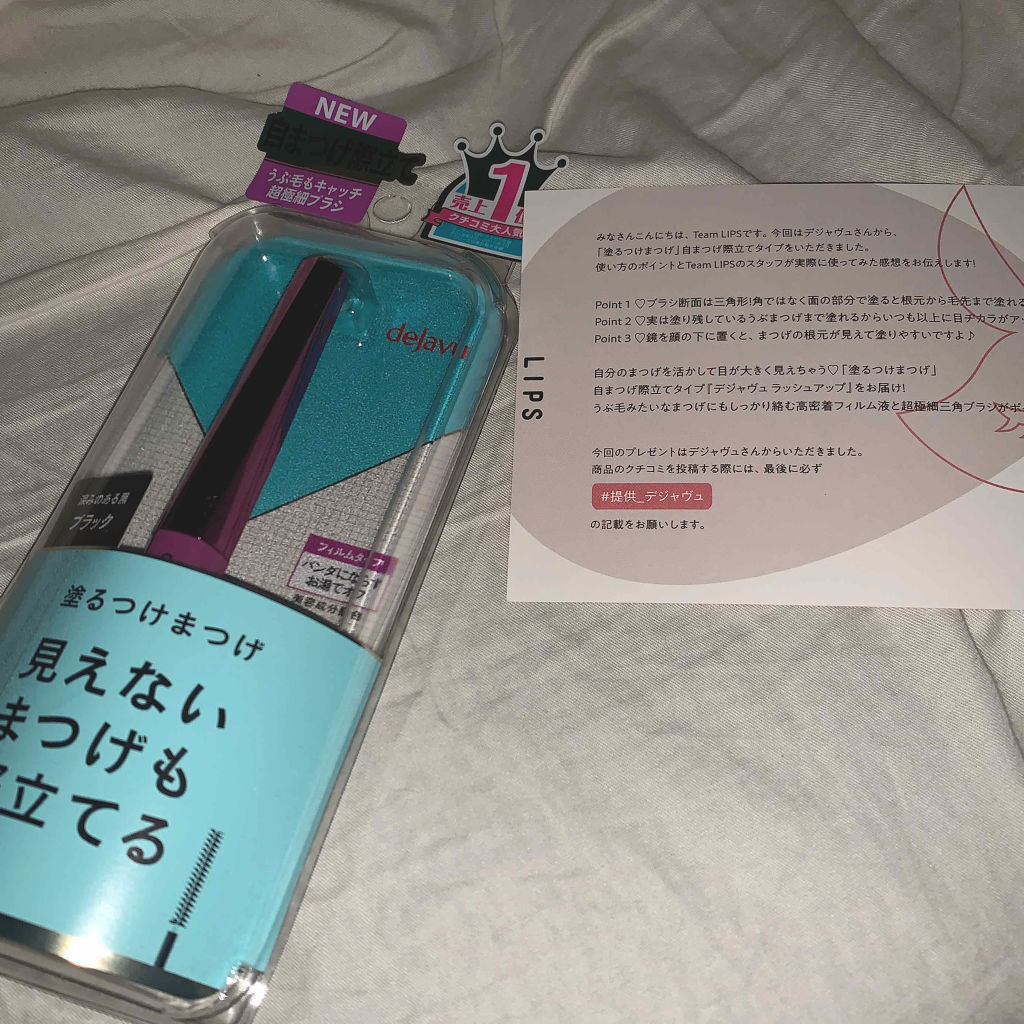 NEW
自まつげ際立て
うぶ毛もキャッチ
超極細ブラシ
売上1位
クチコミ大人気
dejavu
深みのある黒
ブラック
フィルムタイプ
パンダにならず
お湯でオフ
美容成分配合
塗るつけまつげ
見えない
まつげも
立てる
LIPS
みなさんこんにちは、Team LIPSです。今回はデジャヴュさんから、
「塗るつけまつげ」自まつげ際立てタイプをいただきました。
使い方のポイントとTeam LIPSのスタッフが実際に使ってみた感想をお伝えします!
Point 1 ♡ブラシ断面は三角形!角ではなく面の部分で塗ると根元から毛先まで塗れる
Point 2 ♡実は塗り残しているうぶまつげまで塗れるからいつも以上に目ヂカラがアッ
Point 3 ♡鏡を顔の下に置くと、まつげの根元が見えて塗りやすいですよ♪
自分のまつげを活かして目が大きく見えちゃう♡「塗るつけまつげ」
自まつげ際立てタイプ『デジャヴュ ラッシュアップ』をお届け!
うぶ毛みたいなまつげにもしっかり絡む高密着フィルム液と超極細三角ブラシがポ
今回のプレゼントはデジャヴュさんからいただきました。
商品のクチコミを投稿する際には、最後に必ず
#提供_デジャヴュ
の記載をお願いします。